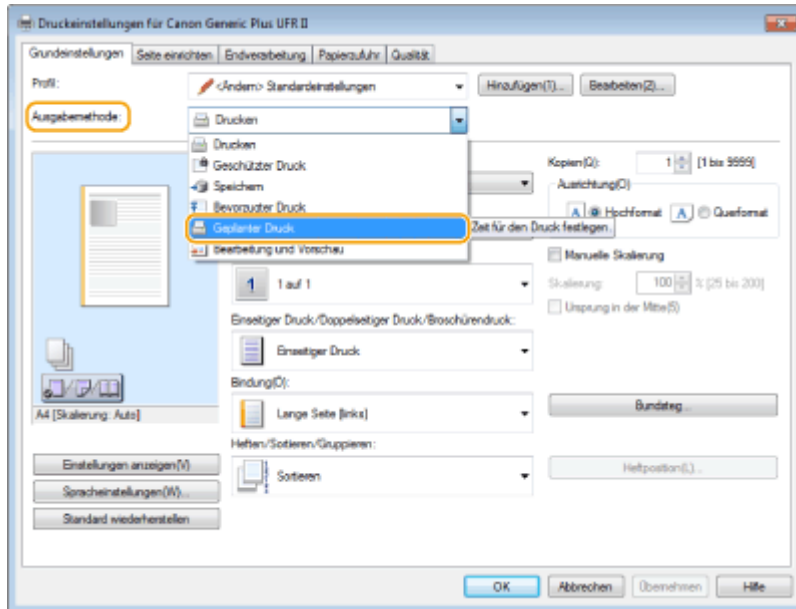 Druckeinstellungen für Canon Generic Plus UFR II
Grundeinstellungen Seite einrichten Endverarbeitung Papierzufuhr Qualität
Profil: <Ändern> Standardeinstellungen Hinzufügen(1)... Bearbeiten(2)...
Ausgabemethode: Drucken
Drucken
Geschützter Druck
Speichern
Bevorzugter Druck
Geplanter Druck
Zeit für den Druck festlegen.
Bearbeitung und Vorschau
Kopien(Q): 1 [1 bis 9999]
Ausrichtung(O)
A Hochformat A Querformat
Manuelle Skalierung
1 1 auf 1
Skalierung: 100 % [25 bis 200]
Ursprung in der Mitte(5)
Einseitiger Druck/Doppelseitiger Druck/Broschürendruck:
Einseitiger Druck
Bindung(Ö):
Lange Seite [links]
Bundsteg...
A4 [Skalierung: Auto]
Heften/Sortieren/Gruppieren:
Sortieren
Heftposition(L)...
Einstellungen anzeigen(V)
Spracheinstellungen(W)...
Standard wiederherstellen
OK Abbrechen Übernehmen Hilfe